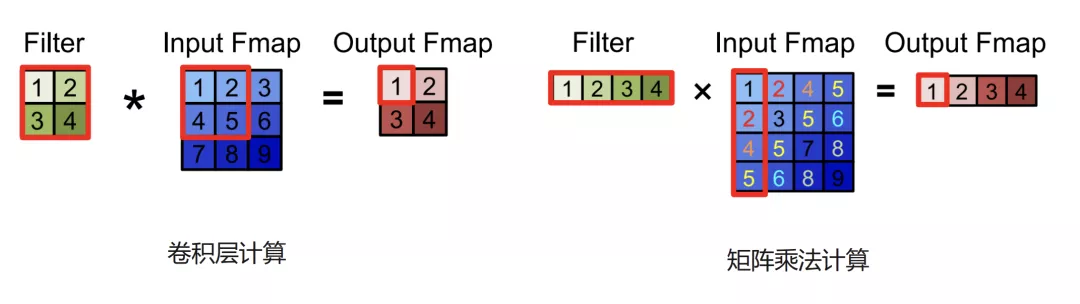 Filter Input Fmap Output Fmap
1 2 * 1 2 3 = 1 2
3 4 4 5 6 3 4
7 8 9
卷积层计算
Filter Input Fmap Output Fmap
1 2 3 4 × 1 2 4 5 = 1 2 3 4
2 3 5 6
4 5 7 8
5 6 8 9
矩阵乘法计算